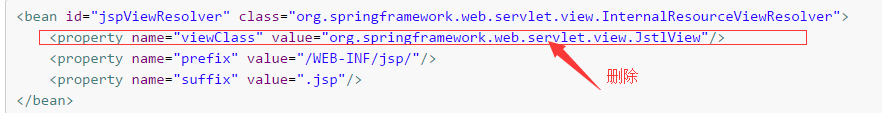 <bean id="jspViewResolver" class="org.springframework.web.servlet.view.InternalResourceViewResolver">
<property name="viewClass" value="org.springframework.web.servlet.view.JstlView"/>
<property name="prefix" value="/WEB-INF/jsp/"/>
<property name="suffix" value=".jsp"/>
删除
</bean>